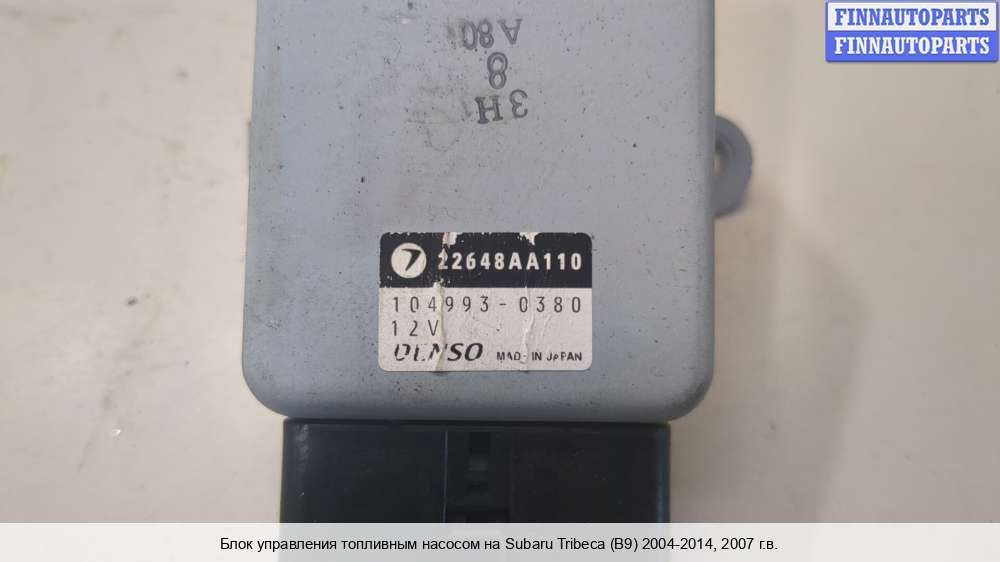 FINNAUTOPARTS
FINNAUTOPARTS
A80
8
3H
22648AA110
104993-0380
12V
DENSO MADE IN JAPAN
Блок управления топливным насосом на Subaru Tribeca (B9) 2004-2014, 2007 г.в.